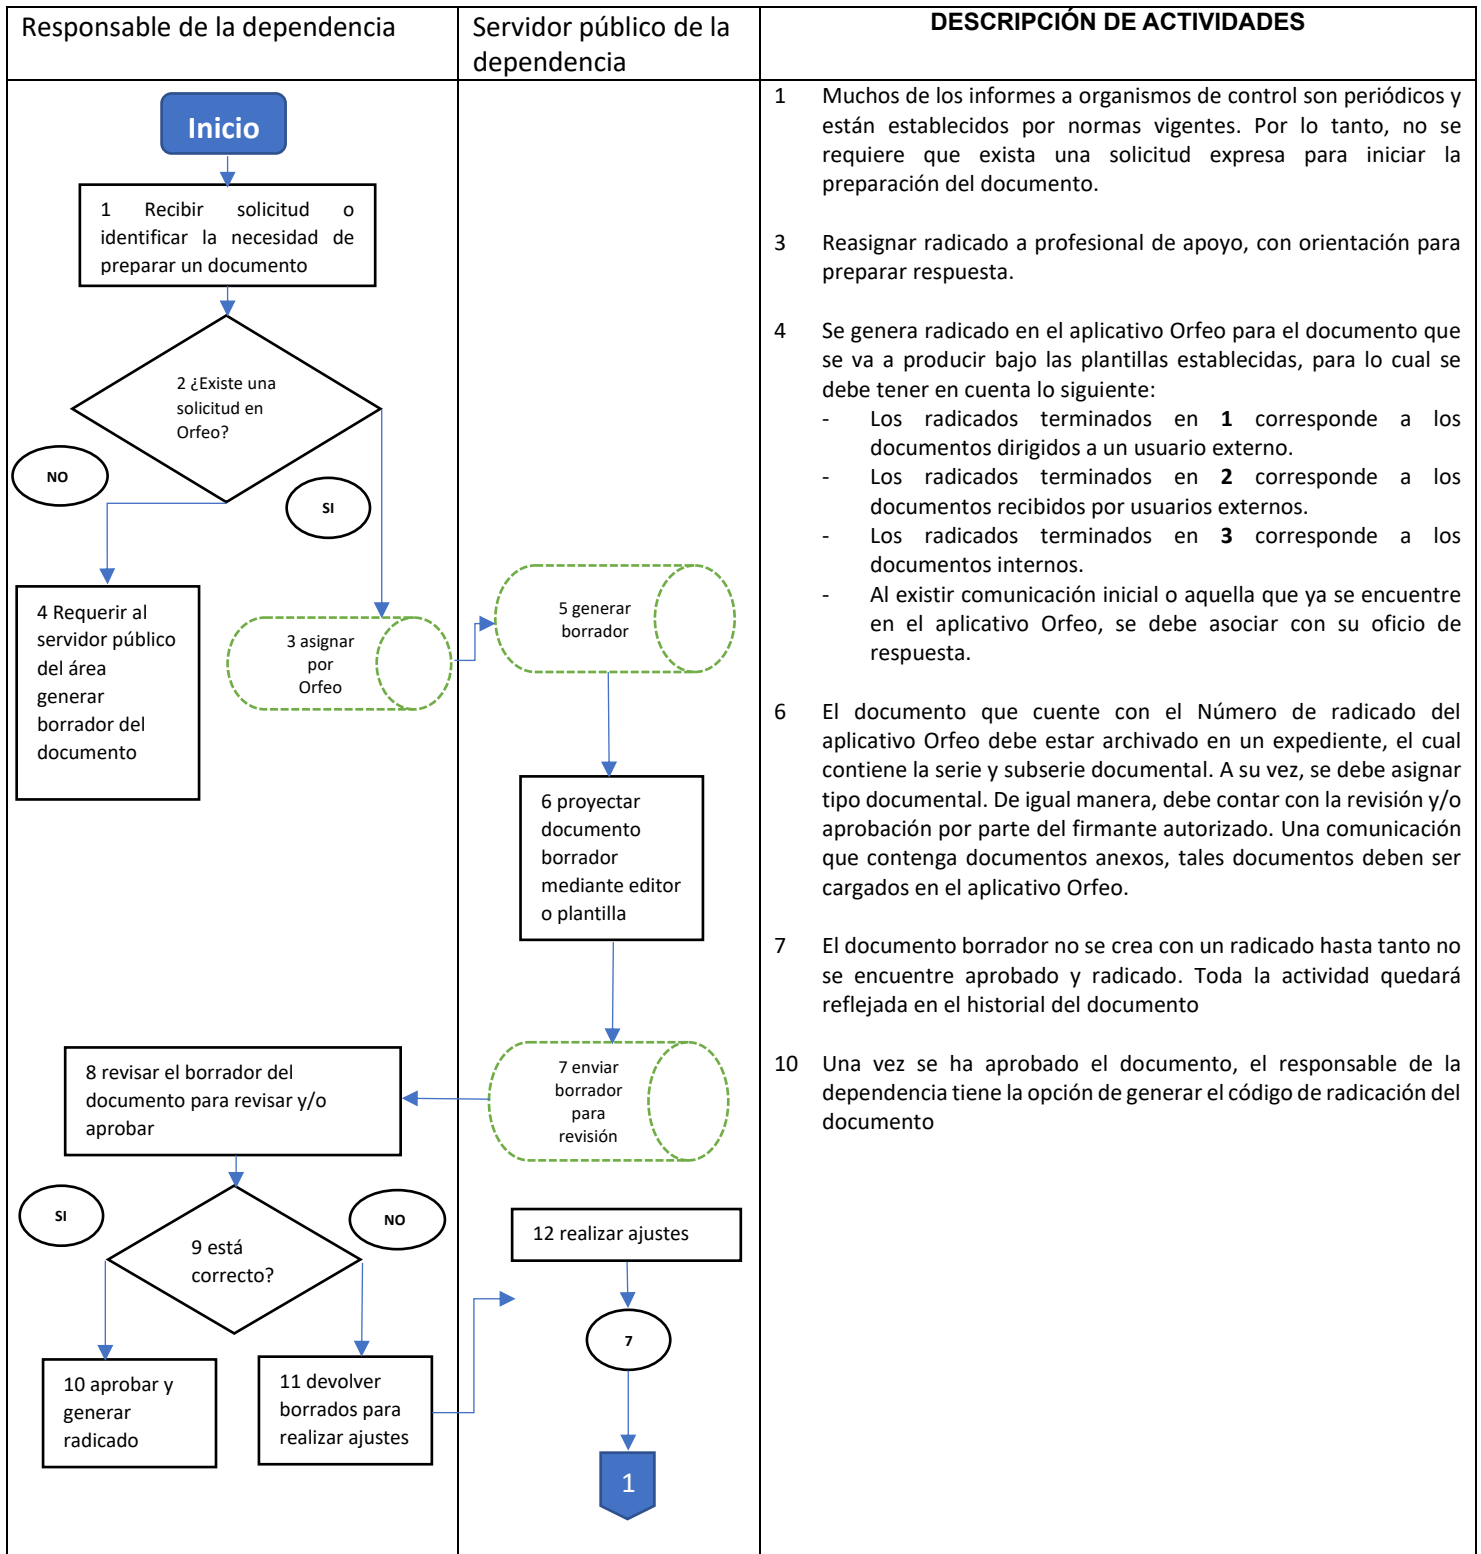 Responsable de la dependencia
Servidor público de la
dependencia
DESCRIPCIÓN DE ACTIVIDADES
Inicio
1 Recibir solicitud o
identificar la necesidad de
preparar un documento
2 ¿Existe una
solicitud en
Orfeo?
NO
SI
4 Requerir al
servidor público
del área
generar
borrador del
documento
3 asignar
por
Orfeo
5 generar
borrador
6 proyectar
documento
borrador
mediante editor
o plantilla
7 enviar
borrador
para
revisión
8 revisar el borrador del
documento para revisar y/o
aprobar
SI
NO
9 está
correcto?
10 aprobar y
generar
radicado
11 devolver
borrados para
realizar ajustes
12 realizar ajustes
7
1
1 Muchos de los informes a organismos de control son periódicos y
están establecidos por normas vigentes. Por lo tanto, no se
requiere que exista una solicitud expresa para iniciar la
preparación del documento.
3 Reasignar radicado a profesional de apoyo, con orientación para
preparar respuesta.
4 Se genera radicado en el aplicativo Orfeo para el documento que
se va a producir bajo las plantillas establecidas, para lo cual se
debe tener en cuenta lo siguiente:
- Los radicados terminados en 1 corresponde a los
documentos dirigidos a un usuario externo.
- Los radicados terminados en 2 corresponde a los
documentos recibidos por usuarios externos.
- Los radicados terminados en 3 corresponde a los
documentos internos.
- Al existir comunicación inicial o aquella que ya se encuentre
en el aplicativo Orfeo, se debe asociar con su oficio de
respuesta.
6 El documento que cuente con el Número de radicado del
aplicativo Orfeo debe estar archivado en un expediente, el cual
contiene la serie y subserie documental. A su vez, se debe asignar
tipo documental. De igual manera, debe contar con la revisión y/o
aprobación por parte del firmante autorizado. Una comunicación
que contenga documentos anexos, tales documentos deben ser
cargados en el aplicativo Orfeo.
7 El documento borrador no se crea con un radicado hasta tanto no
se encuentre aprobado y radicado. Toda la actividad quedará
reflejada en el historial del documento
10 Una vez se ha aprobado el documento, el responsable de la
dependencia tiene la opción de generar el código de radicación del
documento